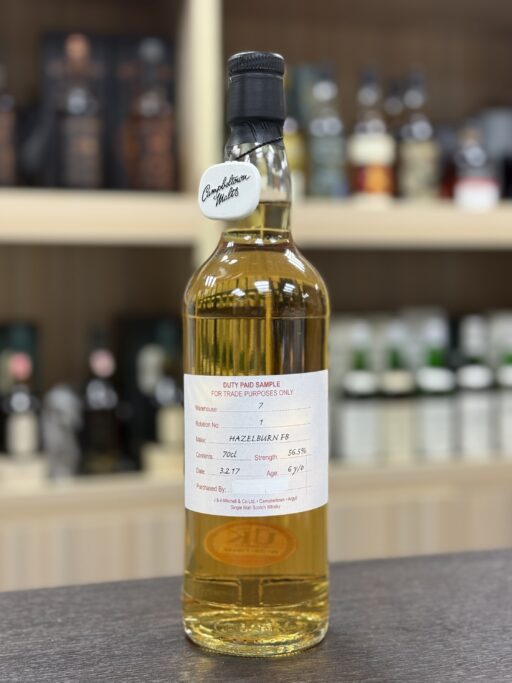 Campbeltown
Malts
DUTY PAID SAMPLE
FOR TRADE PURPOSES ONLY
Warehouse: 7
Rotation No: 1
Make: HAZELBURN FB
Contents: 70cl Strength: 56.5%
Date: 3.2.17 Age: 6 y/o
Purchased By:
J & A Mitchell & Co Ltd. • Campbeltown • Argyll
Single Malt Scotch Whisky
UK